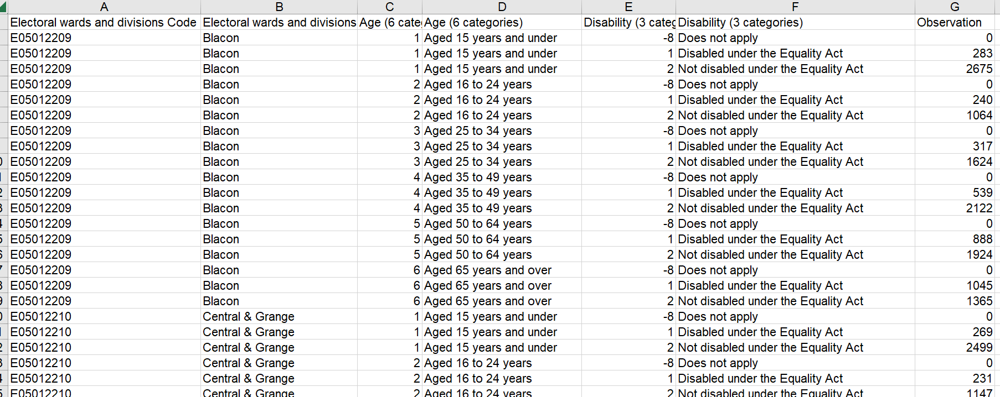 A B C D E F G
Electoral wards and divisions Code Electoral wards and divisions Age (6 cate Age (6 categories) Disability (3 categ Disability (3 categories) Observation
E05012209 Blacon 1 Aged 15 years and under -8 Does not apply 0
E05012209 Blacon 1 Aged 15 years and under 1 Disabled under the Equality Act 283
E05012209 Blacon 1 Aged 15 years and under 2 Not disabled under the Equality Act 2675
E05012209 Blacon 2 Aged 16 to 24 years -8 Does not apply 0
E05012209 Blacon 2 Aged 16 to 24 years 1 Disabled under the Equality Act 240
E05012209 Blacon 2 Aged 16 to 24 years 2 Not disabled under the Equality Act 1064
E05012209 Blacon 3 Aged 25 to 34 years -8 Does not apply 0
E05012209 Blacon 3 Aged 25 to 34 years 1 Disabled under the Equality Act 317
0 E05012209 Blacon 3 Aged 25 to 34 years 2 Not disabled under the Equality Act 1624
1 E05012209 Blacon 4 Aged 35 to 49 years -8 Does not apply 0
2 E05012209 Blacon 4 Aged 35 to 49 years 1 Disabled under the Equality Act 539
3 E05012209 Blacon 4 Aged 35 to 49 years 2 Not disabled under the Equality Act 2122
4 E05012209 Blacon 5 Aged 50 to 64 years -8 Does not apply 0
5 E05012209 Blacon 5 Aged 50 to 64 years 1 Disabled under the Equality Act 888
6 E05012209 Blacon 5 Aged 50 to 64 years 2 Not disabled under the Equality Act 1924
7 E05012209 Blacon 6 Aged 65 years and over -8 Does not apply 0
8 E05012209 Blacon 6 Aged 65 years and over 1 Disabled under the Equality Act 1045
9 E05012209 Blacon 6 Aged 65 years and over 2 Not disabled under the Equality Act 1365
0 E05012210 Central & Grange 1 Aged 15 years and under -8 Does not apply 0
1 E05012210 Central & Grange 1 Aged 15 years and under 1 Disabled under the Equality Act 269
2 E05012210 Central & Grange 1 Aged 15 years and under 2 Not disabled under the Equality Act 2499
3 E05012210 Central & Grange 2 Aged 16 to 24 years -8 Does not apply 0
4 E05012210 Central & Grange 2 Aged 16 to 24 years 1 Disabled under the Equality Act 231
5 E05012210 Central & Grange 2 Aged 16 to 24 years 2 Not disabled under the Equality Act 1147